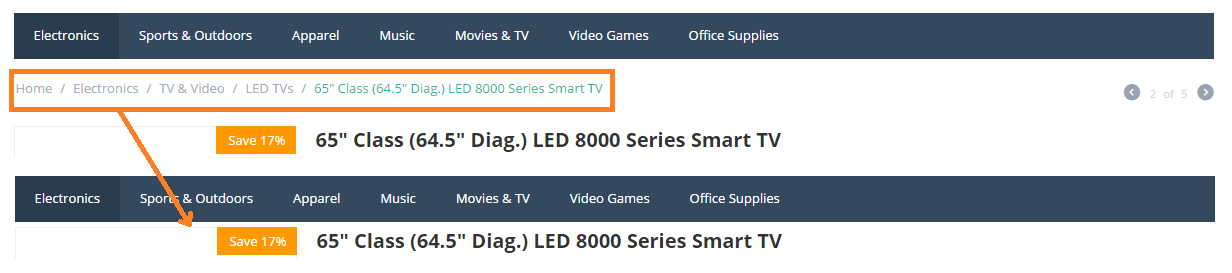 Electronics Sports & Outdoors Apparel Music Movies & TV Video Games Office Supplies
Home / Electronics / TV & Video / LED TVs / 65" Class (64.5" Diag.) LED 8000 Series Smart TV 2 of 5
Save 17% 65" Class (64.5" Diag.) LED 8000 Series Smart TV
Electronics Sports & Outdoors Apparel Music Movies & TV Video Games Office Supplies
Save 17% 65" Class (64.5" Diag.) LED 8000 Series Smart TV